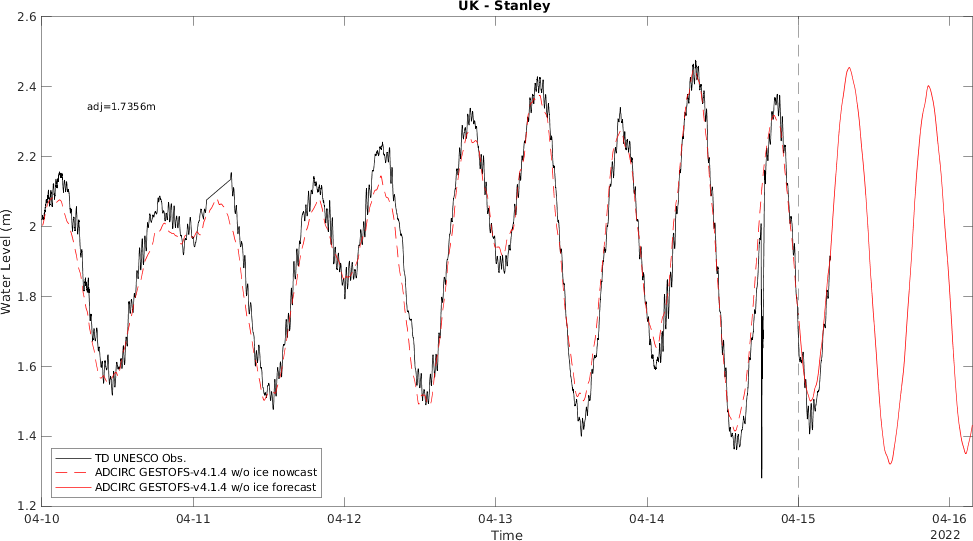 UK - Stanley
2.6
2.4
2.2
2
1.8
1.6
1.4
1.2
Water Level (m)
adj=1.7356m
TD UNESCO Obs.
ADCIRC GESTOFS-v4.1.4 w/o ice nowcast
ADCIRC GESTOFS-v4.1.4 w/o ice forecast
04-10 04-11 04-12 04-13 04-14 04-15 04-16
Time
2022